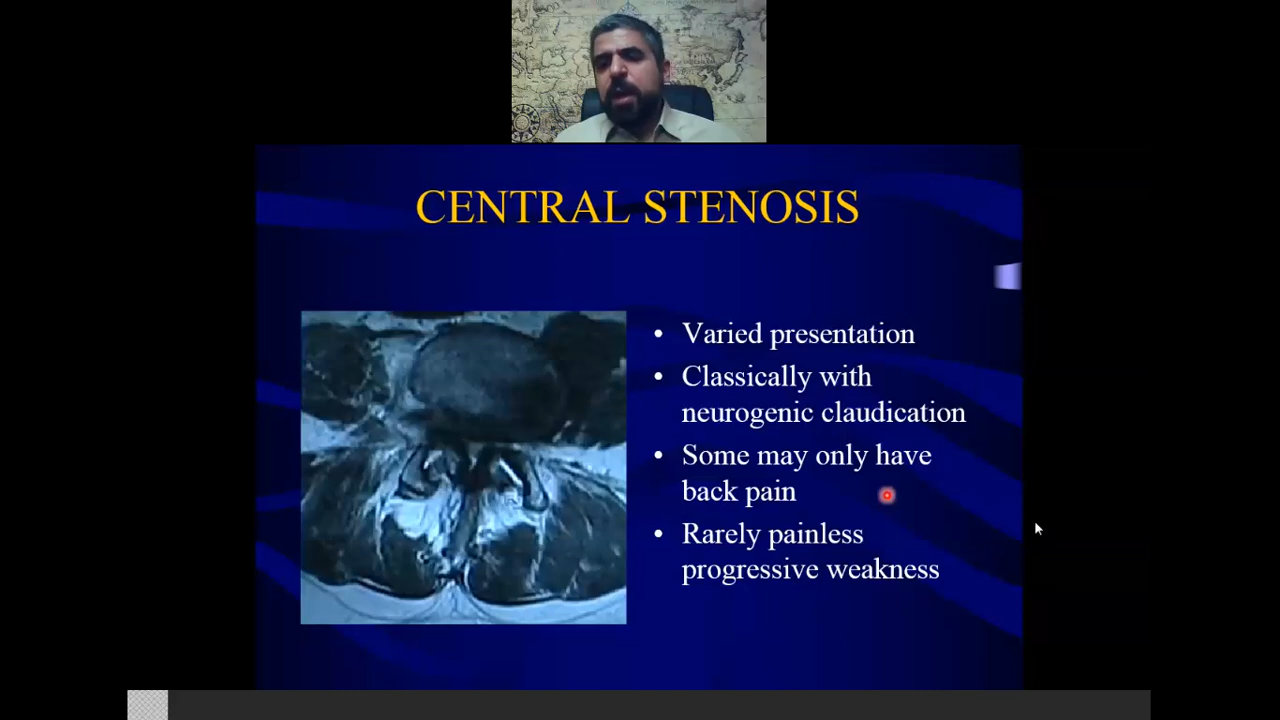 CENTRAL STENOSIS
• Varied presentation
• Classically with
neurogenic claudication
• Some may only have
back pain
• Rarely painless
progressive weakness